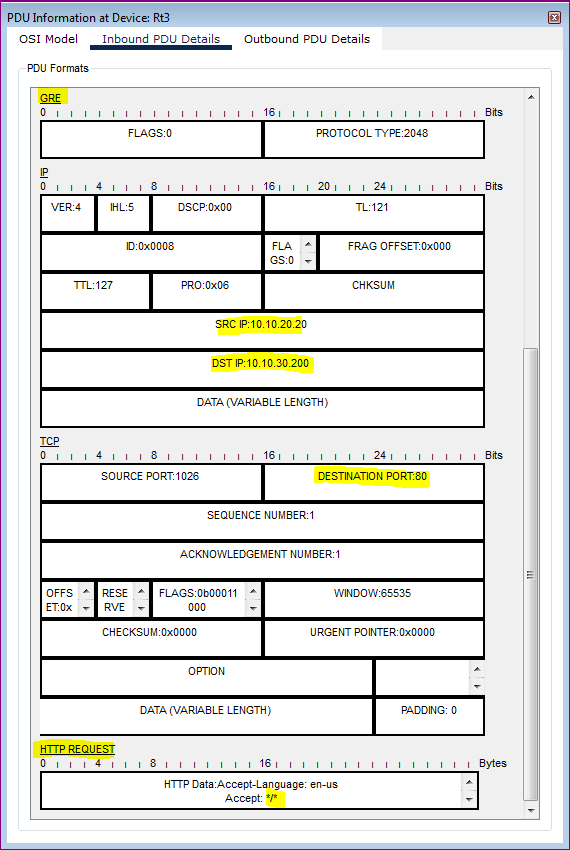 PDU Information at Device: Rt3
OSI Model Inbound PDU Details Outbound PDU Details
PDU Formats
GRE
0 16 Bits
FLAGS:0 PROTOCOL TYPE:2048
IP
0 4 8 16 20 24 Bits
VER:4 IHL:5 DSCP:0x00 TL:121
ID:0x0008 FLA
GS:0 FRAG OFFSET:0x000
TTL:127 PRO:0x06 CHKSUM
SRC IP:10.10.20.20
DST IP:10.10.30.200
DATA (VARIABLE LENGTH)
TCP
0 4 8 16 24 Bits
SOURCE PORT:1026 DESTINATION PORT:80
SEQUENCE NUMBER:1
ACKNOWLEDGEMENT NUMBER:1
OFFS
ET:0x RESE
RVE FLAGS:0b00011
000 WINDOW:65535
CHECKSUM:0x0000 URGENT POINTER:0x0000
OPTION
DATA (VARIABLE LENGTH) PADDING: 0
HTTP REQUEST
0 4 8 16 Bytes
HTTP Data:Accept-Language: en-us
Accept: */*